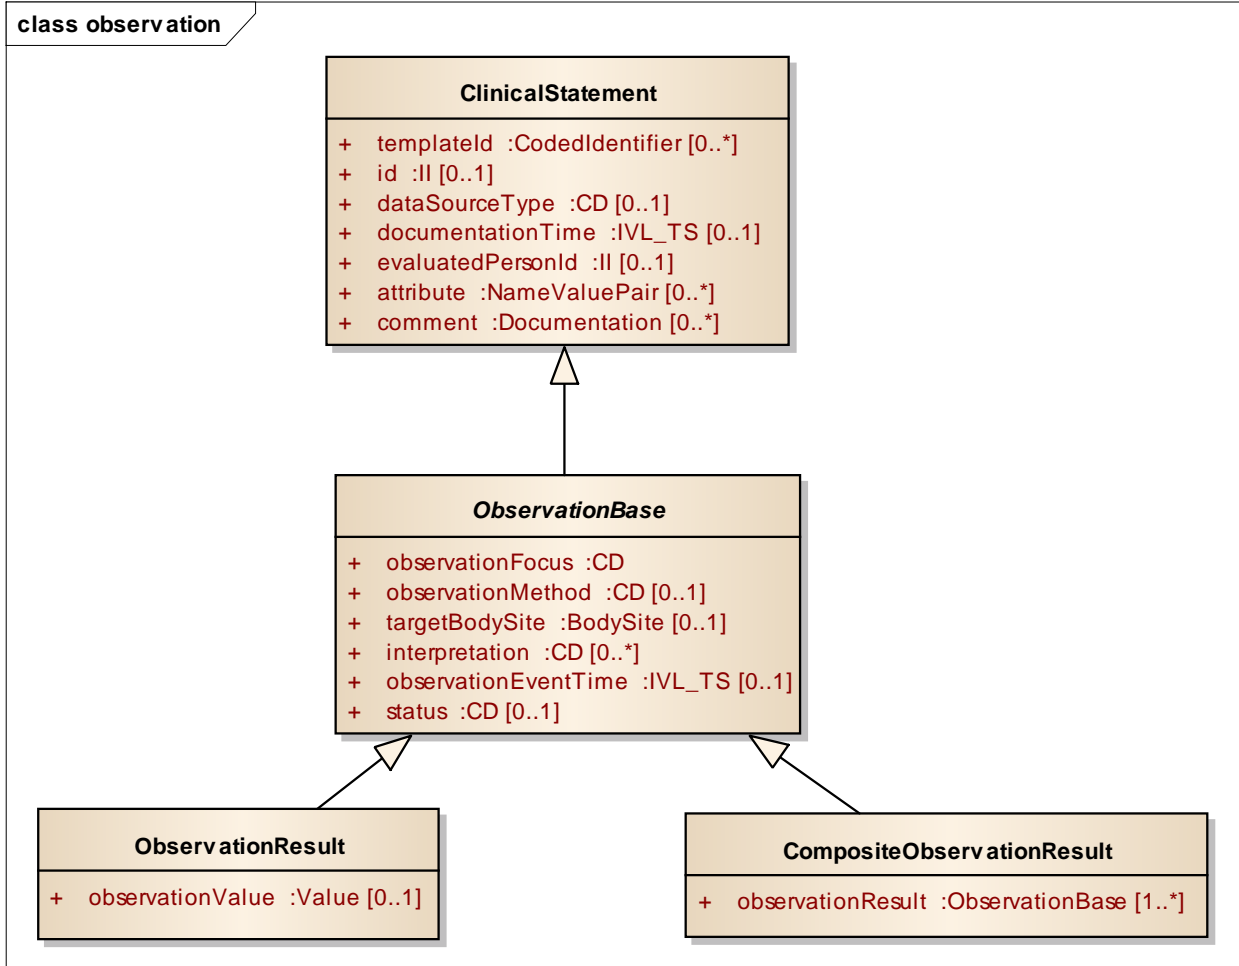 class observation
ClinicalStatement
+ templateId :CodedIdentifier [0..*]
+ id :II [0..1]
+ dataSourceType :CD [0..1]
+ documentationTime :IVL_TS [0..1]
+ evaluatedPersonId :II [0..1]
+ attribute :NameValuePair [0..*]
+ comment :Documentation [0..*]
ObservationBase
+ observationFocus :CD
+ observationMethod :CD [0..1]
+ targetBodySite :BodySite [0..1]
+ interpretation :CD [0..*]
+ observationEventTime :IVL_TS [0..1]
+ status :CD [0..1]
ObservationResult
+ observationValue :Value [0..1]
CompositeObservationResult
+ observationResult :ObservationBase [1..*]